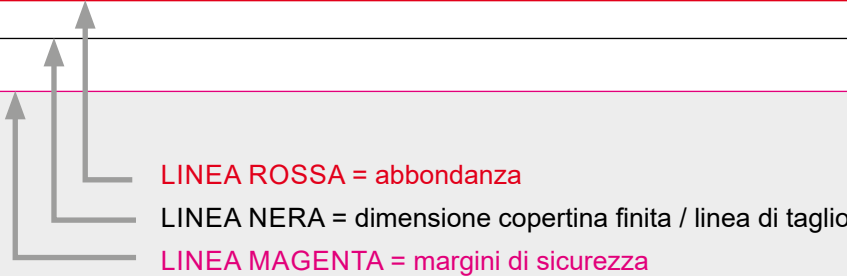 LINEA ROSSA = abbondanza
LINEA NERA = dimensione copertina finita / linea di taglio
LINEA MAGENTA = margini di sicurezza